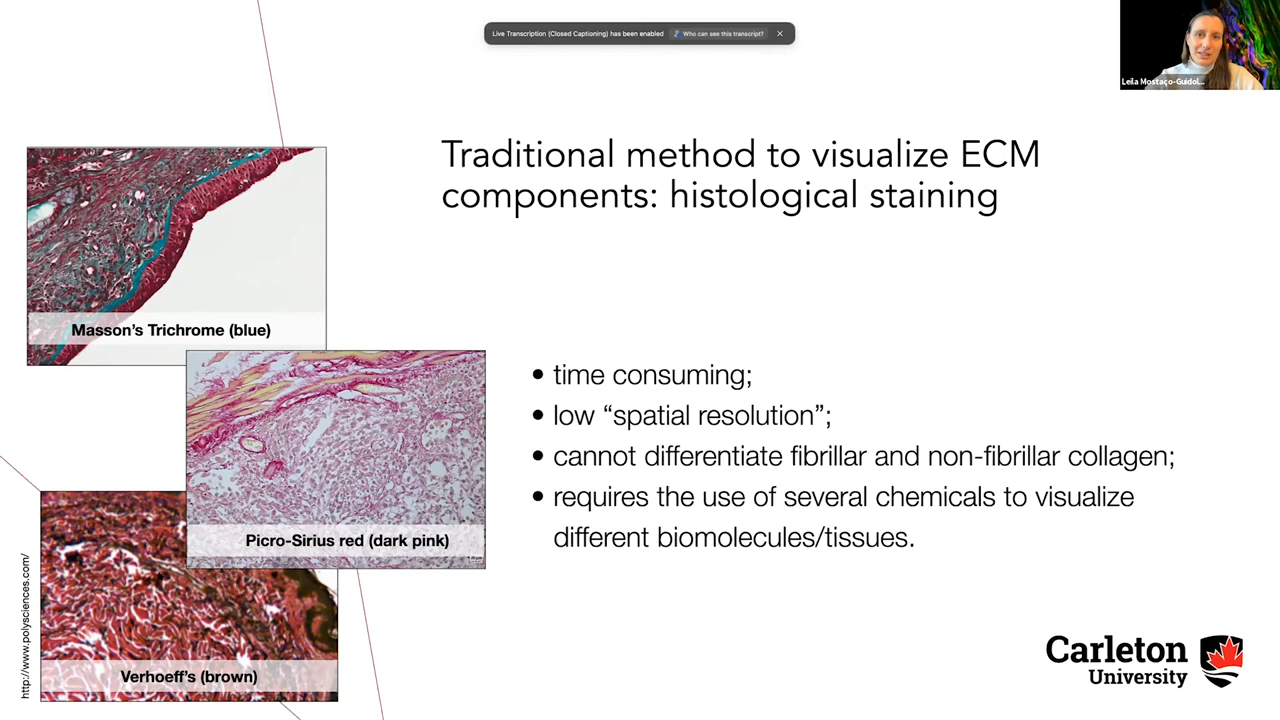 Live Transcription (Closed Captioning) has been enabled
Who can see this transcript?
Leila Mostaço-Guidol...
Traditional method to visualize ECM
components: histological staining
Masson's Trichrome (blue)
• time consuming;
• low “spatial resolution”;
• cannot differentiate fibrillar and non-fibrillar collagen;
• requires the use of several chemicals to visualize
different biomolecules/tissues.
Picro-Sirius red (dark pink)
Verhoeff's (brown)
http://www.polysciences.com/
Carleton
University